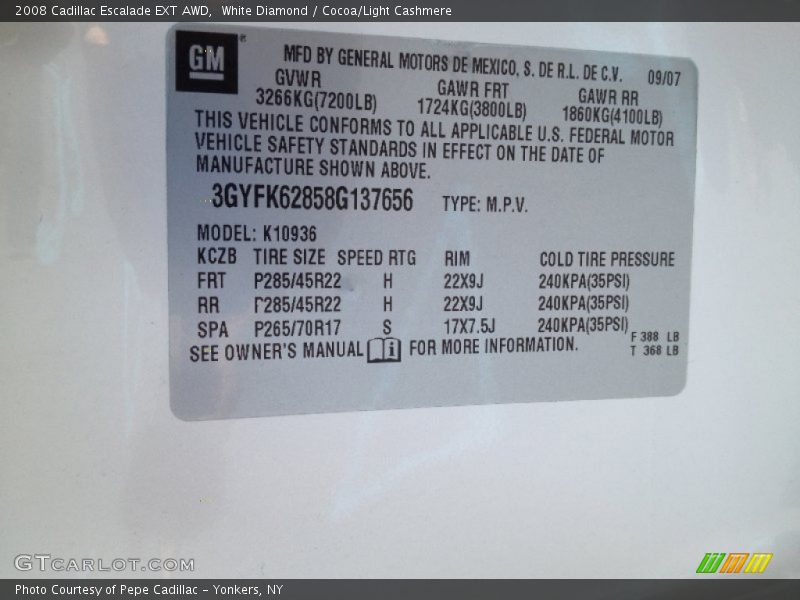 2008 Cadillac Escalade EXT AWD, White Diamond / Cocoa/Light Cashmere
GM®
MFD BY GENERAL MOTORS DE MEXICO, S. DE R.L. DE C.V. 09/07
GVWR GAWR FRT GAWR RR
3266KG(7200LB) 1724KG(3800LB) 1860KG(4100LB)
THIS VEHICLE CONFORMS TO ALL APPLICABLE U.S. FEDERAL MOTOR
VEHICLE SAFETY STANDARDS IN EFFECT ON THE DATE OF
MANUFACTURE SHOWN ABOVE.
3GYFK62858G137656 TYPE: M.P.V.
MODEL: K10936
KCZB TIRE SIZE SPEED RTG RIM COLD TIRE PRESSURE
FRT P285/45R22 H 22X9J 240KPA(35PSI)
RR P285/45R22 H 22X9J 240KPA(35PSI)
SPA P265/70R17 S 17X7.5J 240KPA(35PSI)
F 388 LB
SEE OWNER'S MANUAL i FOR MORE INFORMATION.
T 368 LB
GTCARLOT.COM
Photo Courtesy of Pepe Cadillac – Yonkers, NY